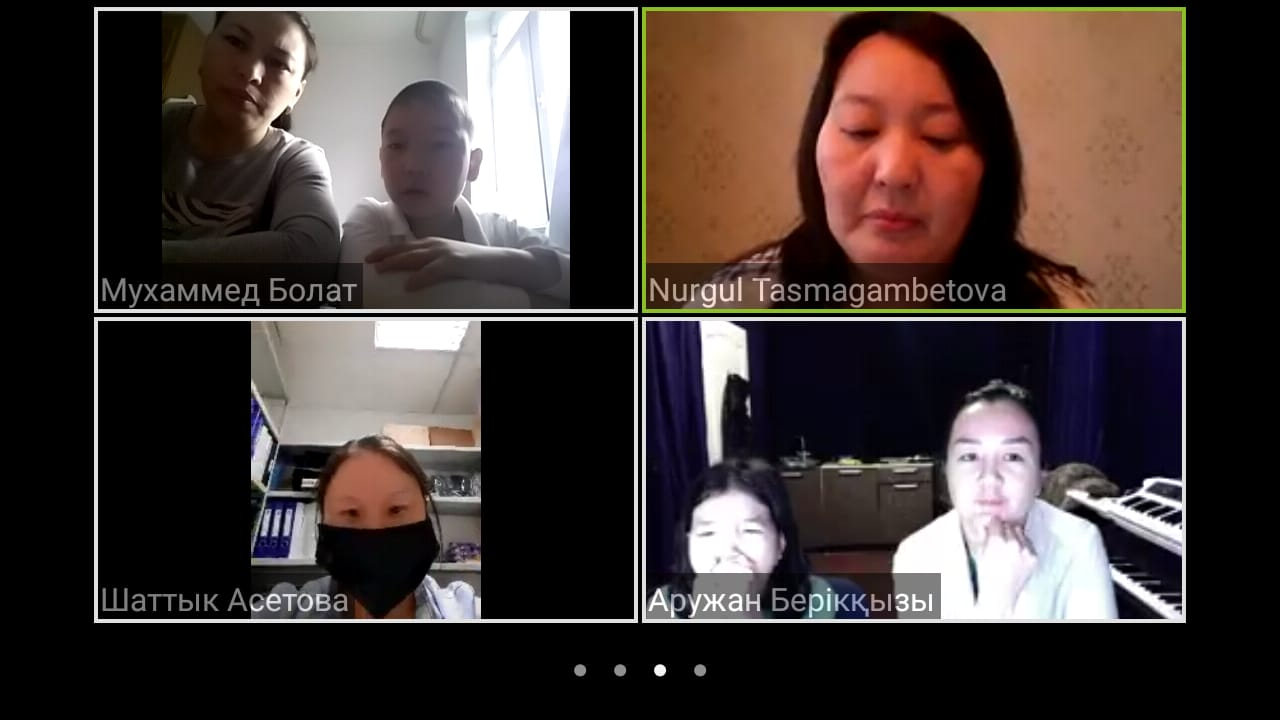 Мухаммед Болат
Nurgul Tasmagambetova
Шаттык Асетова
Аружан Берікқызы